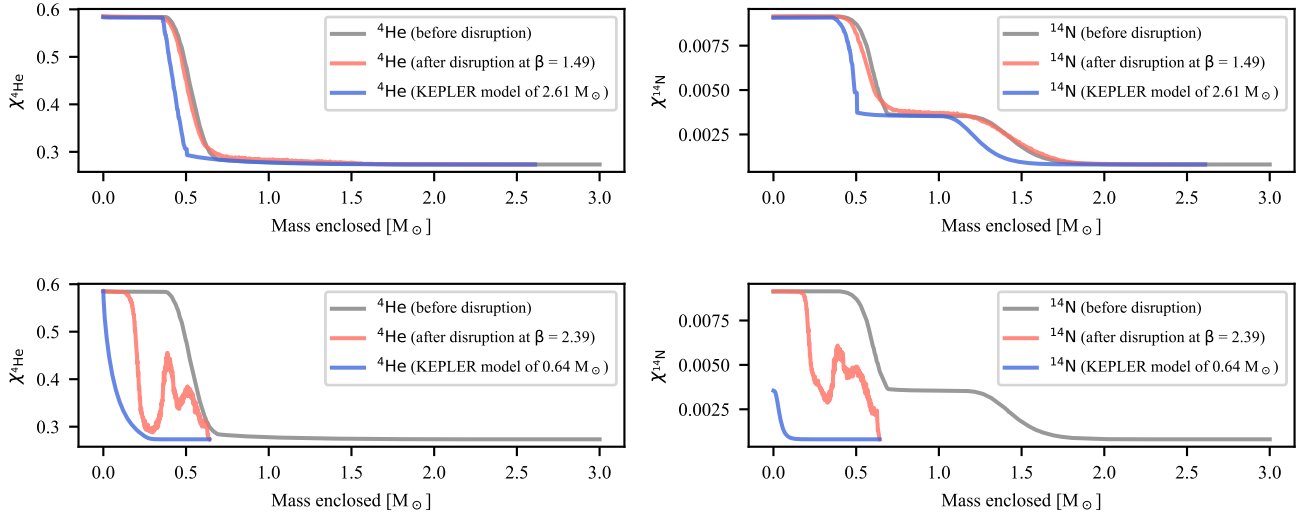 0.6
0.5
0.4
0.3
χ4He
4He (before disruption)
4He (after disruption at β = 1.49)
4He (KEPLER model of 2.61 M⊙)
0.0 0.5 1.0 1.5 2.0 2.5 3.0
Mass enclosed [M⊙]
0.0075
0.0050
0.0025
χ14N
14N (before disruption)
14N (after disruption at β = 1.49)
14N (KEPLER model of 2.61 M⊙)
0.0 0.5 1.0 1.5 2.0 2.5 3.0
Mass enclosed [M⊙]
0.6
0.5
0.4
0.3
χ4He
4He (before disruption)
4He (after disruption at β = 2.39)
4He (KEPLER model of 0.64 M⊙)
0.0 0.5 1.0 1.5 2.0 2.5 3.0
Mass enclosed [M⊙]
0.0075
0.0050
0.0025
χ14N
14N (before disruption)
14N (after disruption at β = 2.39)
14N (KEPLER model of 0.64 M⊙)
0.0 0.5 1.0 1.5 2.0 2.5 3.0
Mass enclosed [M⊙]